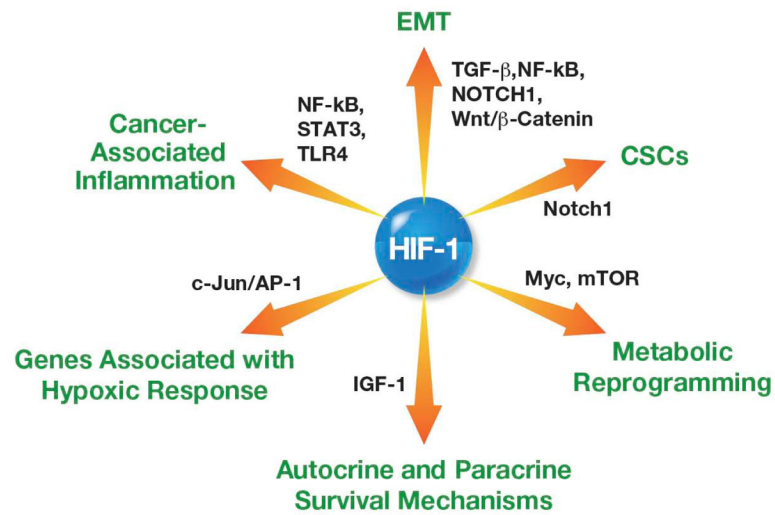 EMT
TGF-β,NF-kB,
NOTCH1,
Wnt/β-Catenin
NF-kB,
STAT3,
TLR4
Cancer-
Associated
Inflammation
CSCs
Notch1
HIF-1
c-Jun/AP-1
Myc, mTOR
Genes Associated with
Hypoxic Response
Metabolic
Reprogramming
IGF-1
Autocrine and Paracrine
Survival Mechanisms